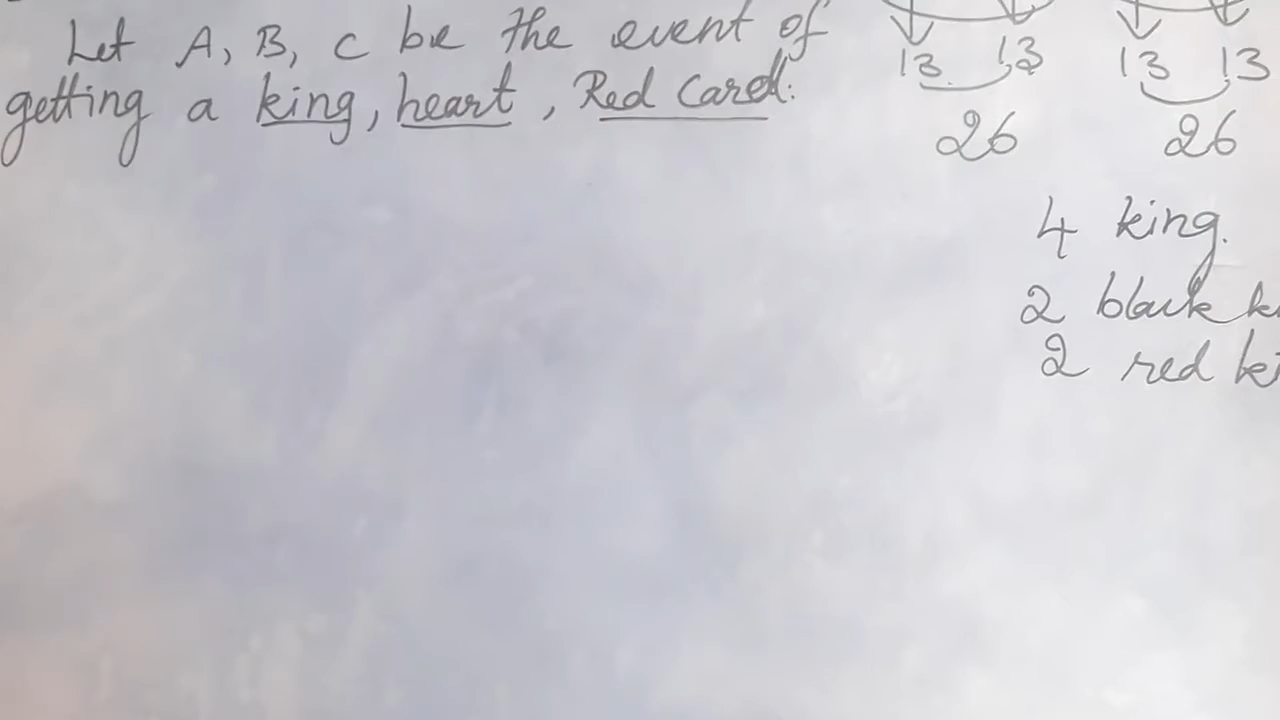 Let A, B, C be the event of
getting a king, heart, Red Card.
13 13 13 13
26 26
4 king.
2 black
2 red